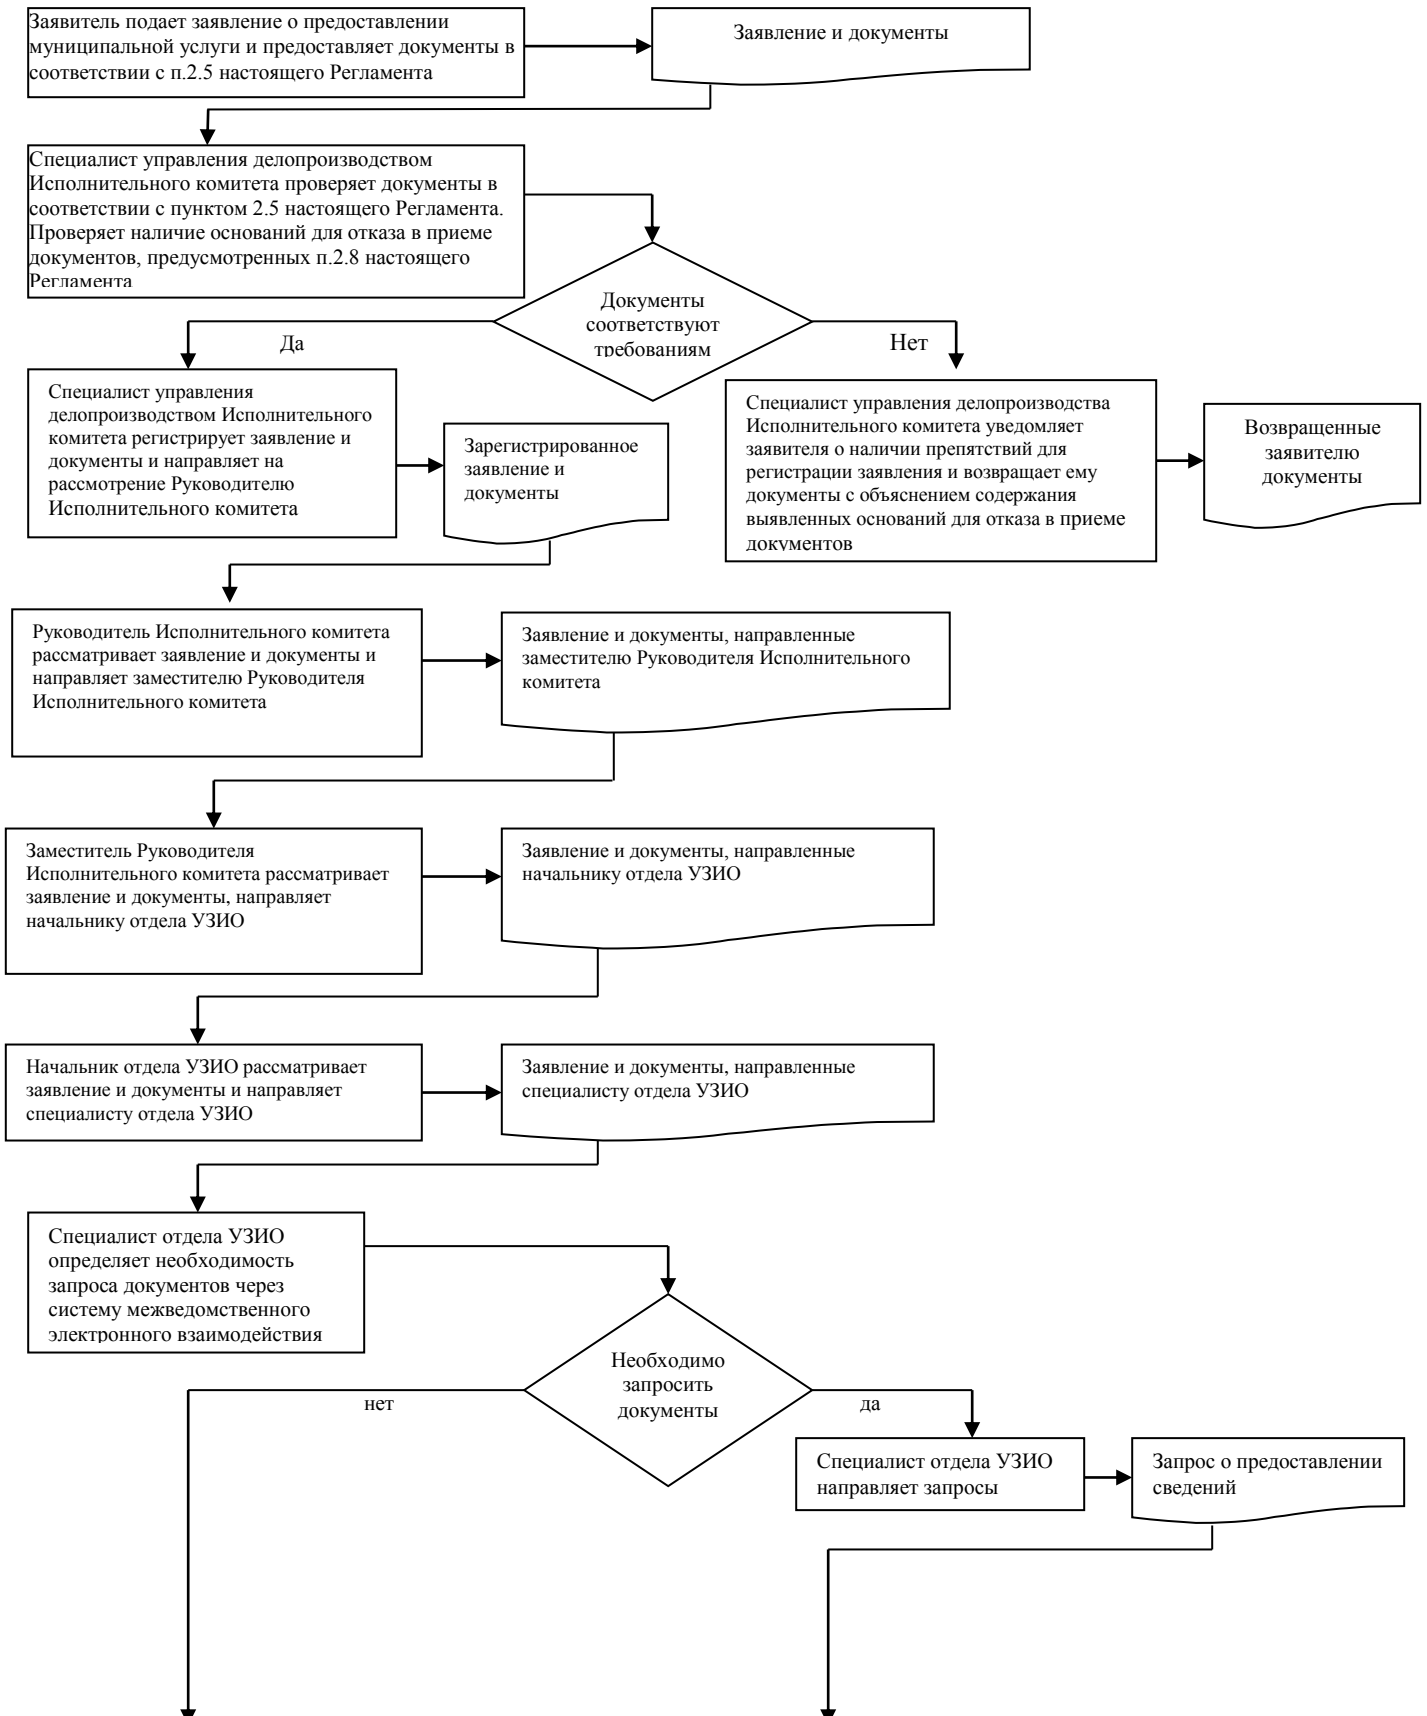 Заявитель подает заявление о предоставлении
муниципальной услуги и предоставляет документы в
соответствии с п.2.5 настоящего Регламента
Заявление и документы
Специалист управления делопроизводством
Исполнительного комитета проверяет документы в
соответствии с пунктом 2.5 настоящего Регламента.
Проверяет наличие оснований для отказа в приеме
документов, предусмотренных п.2.8 настоящего
Регламента
Документы
соответствуют
требованиям
Да
Нет
Специалист управления
делопроизводством Исполнительного
комитета регистрирует заявление и
документы и направляет на
рассмотрение Руководителю
Исполнительного комитета
Зарегистрированное
заявление и
документы
Специалист управления делопроизводства
Исполнительного комитета уведомляет
заявителя о наличии препятствий для
регистрации заявления и возвращает ему
документы с объяснением содержания
выявленных оснований для отказа в приеме
документов
Возвращенные
заявителю
документы
Руководитель Исполнительного комитета
рассматривает заявление и документы и
направляет заместителю Руководителя
Исполнительного комитета
Заявление и документы, направленные
заместителю Руководителя Исполнительного
комитета
Заместитель Руководителя
Исполнительного комитета рассматривает
заявление и документы, направляет
начальнику отдела УЗИО
Заявление и документы, направленные
начальнику отдела УЗИО
Начальник отдела УЗИО рассматривает
заявление и документы и направляет
специалисту отдела УЗИО
Заявление и документы, направленные
специалисту отдела УЗИО
Специалист отдела УЗИО
определяет необходимость
запроса документов через
систему межведомственного
электронного взаимодействия
Необходимо
запросить
документы
нет
да
Специалист отдела УЗИО
направляет запросы
Запрос о предоставлении
сведений